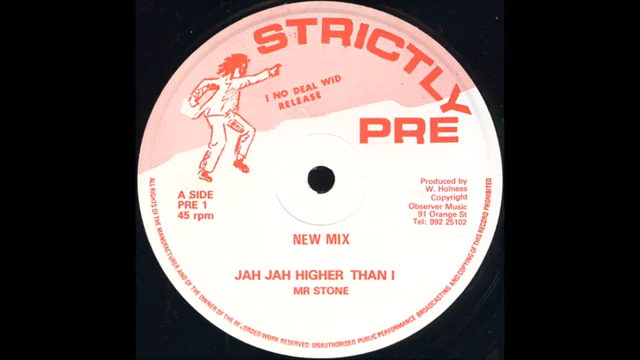 STRICTLY
PRE
I NO DEAL WID
RELEASE
A SIDE
PRE 1
45 rpm
Produced by
W. Holness
Copyright
Observer Music
91 Orange St
Tel: 992 25102
NEW MIX
JAH JAH HIGHER THAN I
MR STONE
ALL RIGHTS OF THE MANUFACTURER AND OF THE OWNER OF THE RECORDED WORK RESERVED UNAUTHORISED PUBLIC PERFORMANCE BROADCASTING AND COPYING OF THIS RECORD PROHIBITED